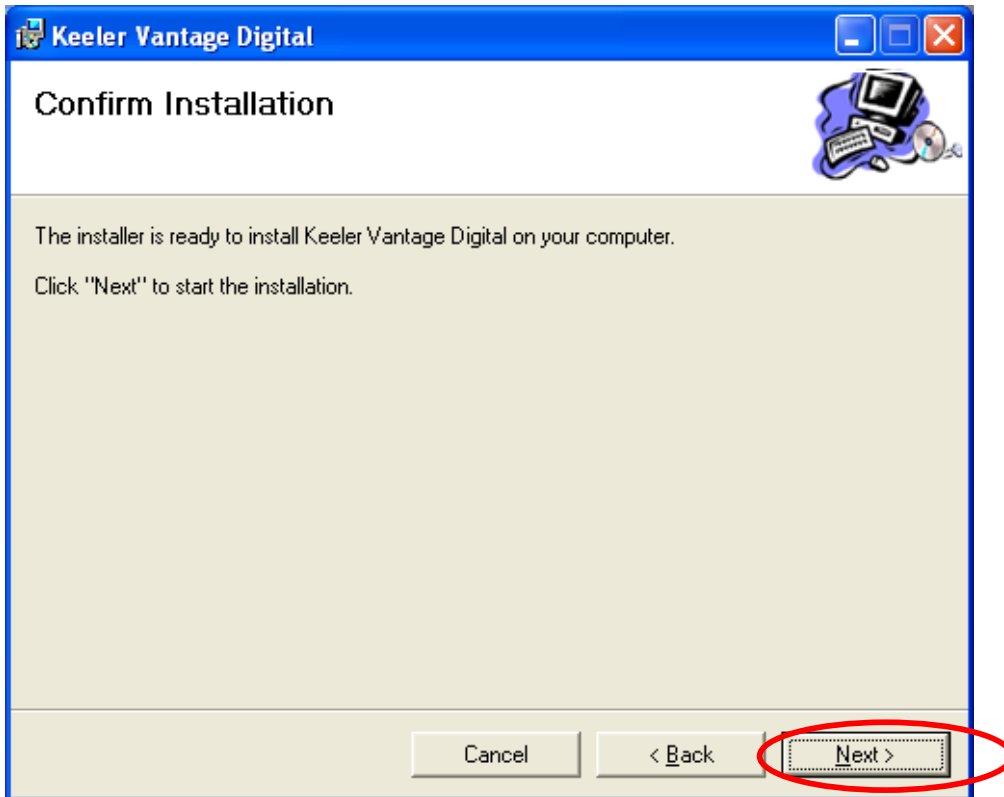 Keeler Vantage Digital
Confirm Installation
The installer is ready to install Keeler Vantage Digital on your computer.
Click "Next" to start the installation.
Cancel
< Back
Next >